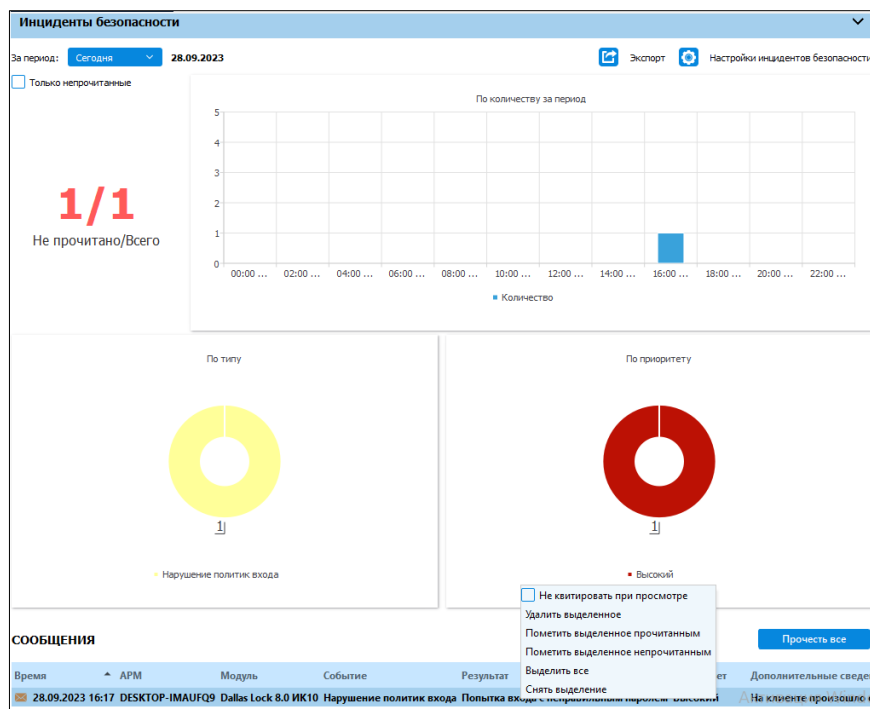 Инциденты безопасности
За период: Сегодня 28.09.2023 Экспорт Настройки инцидентов безопасности
Только непрочитанные
По количеству за период
5
4
3
2
1
0
1/1
Не прочитано/Всего
00:00 ... 02:00 ... 04:00 ... 06:00 ... 08:00 ... 10:00 ... 12:00 ... 14:00 ... 16:00 ... 18:00 ... 20:00 ... 22:00 ...
Количество
По типу
По приоритету
1
1
Нарушение политик входа
Высокий
Не квитировать при просмотре
Удалить выделенное
Пометить выделенное прочитанным
Пометить выделенное непрочитанным
Выделить все
Снять выделение
СООБЩЕНИЯ
Прочесть все
Время АРМ Модуль Событие Результат ет Дополнительные сведе
28.09.2023 16:17 DESKTOP-IMAUFQ9 Dallas Lock 8.0 ИК10 Нарушение политик входа Попытка входа с неправильным паролем Высокий На клиенте произошло